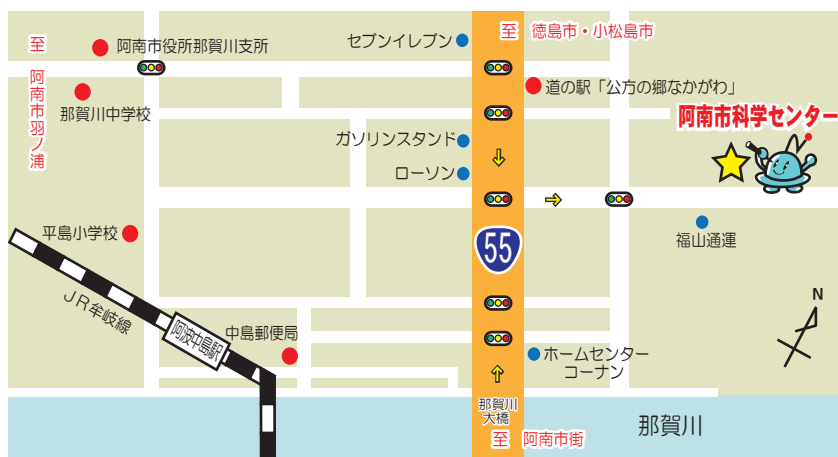 至 徳島市・小松島市
至 阿南市羽ノ浦
阿南市役所那賀川支所
セブンイレブン
道の駅「公方の郷なかがわ」
那賀川中学校
阿南市科学センター
ガソリンスタンド
ローソン
平島小学校
55
福山通運
JR牟岐線
阿波中島駅
中島郵便局
N
ホームセンター
コーナン
那賀川
大橋
那賀川
至 阿南市街